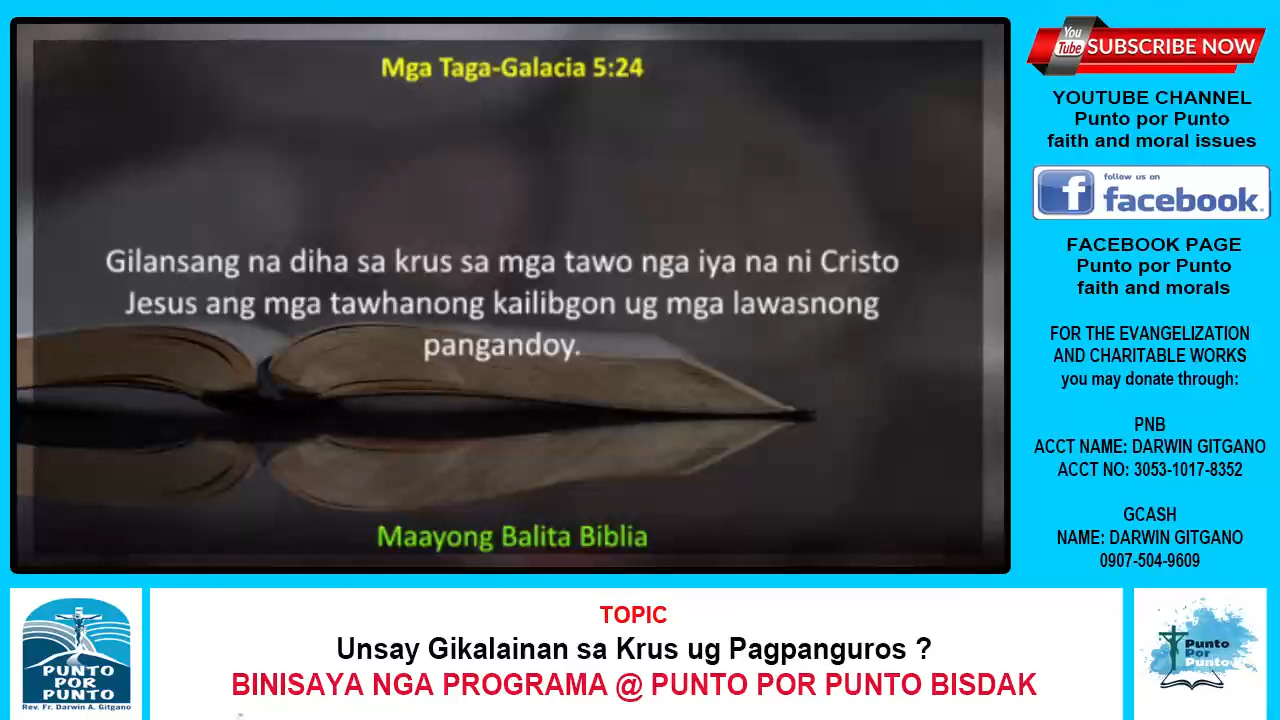 Mga Taga-Galacia 5:24
Gilansang na diha sa krus sa mga tawo nga iya na ni Cristo
Jesus ang mga tawhanong kailibgon ug mga lawasnong
pangandoy.
Maayong Balita Biblia
You
Tube
SUBSCRIBE NOW
YOUTUBE CHANNEL
Punto por Punto
faith and moral issues
follow us on
facebook.
FACEBOOK PAGE
Punto por Punto
faith and morals
FOR THE EVANGELIZATION
AND CHARITABLE WORKS
you may donate through:
PNB
ACCT NAME: DARWIN GITGANO
ACCT NO: 3053-1017-8352
GCASH
NAME: DARWIN GITGANO
0907-504-9609
PUNTO
POR
PUNTO
Rev. Fr. Darwin A. Gitgano
TOPIC
Unsay Gikalainan sa Krus ug Pagpanguros ?
BINISAYA NGA PROGRAMA @ PUNTO POR PUNTO BISDAK
Punto
Por
Punto